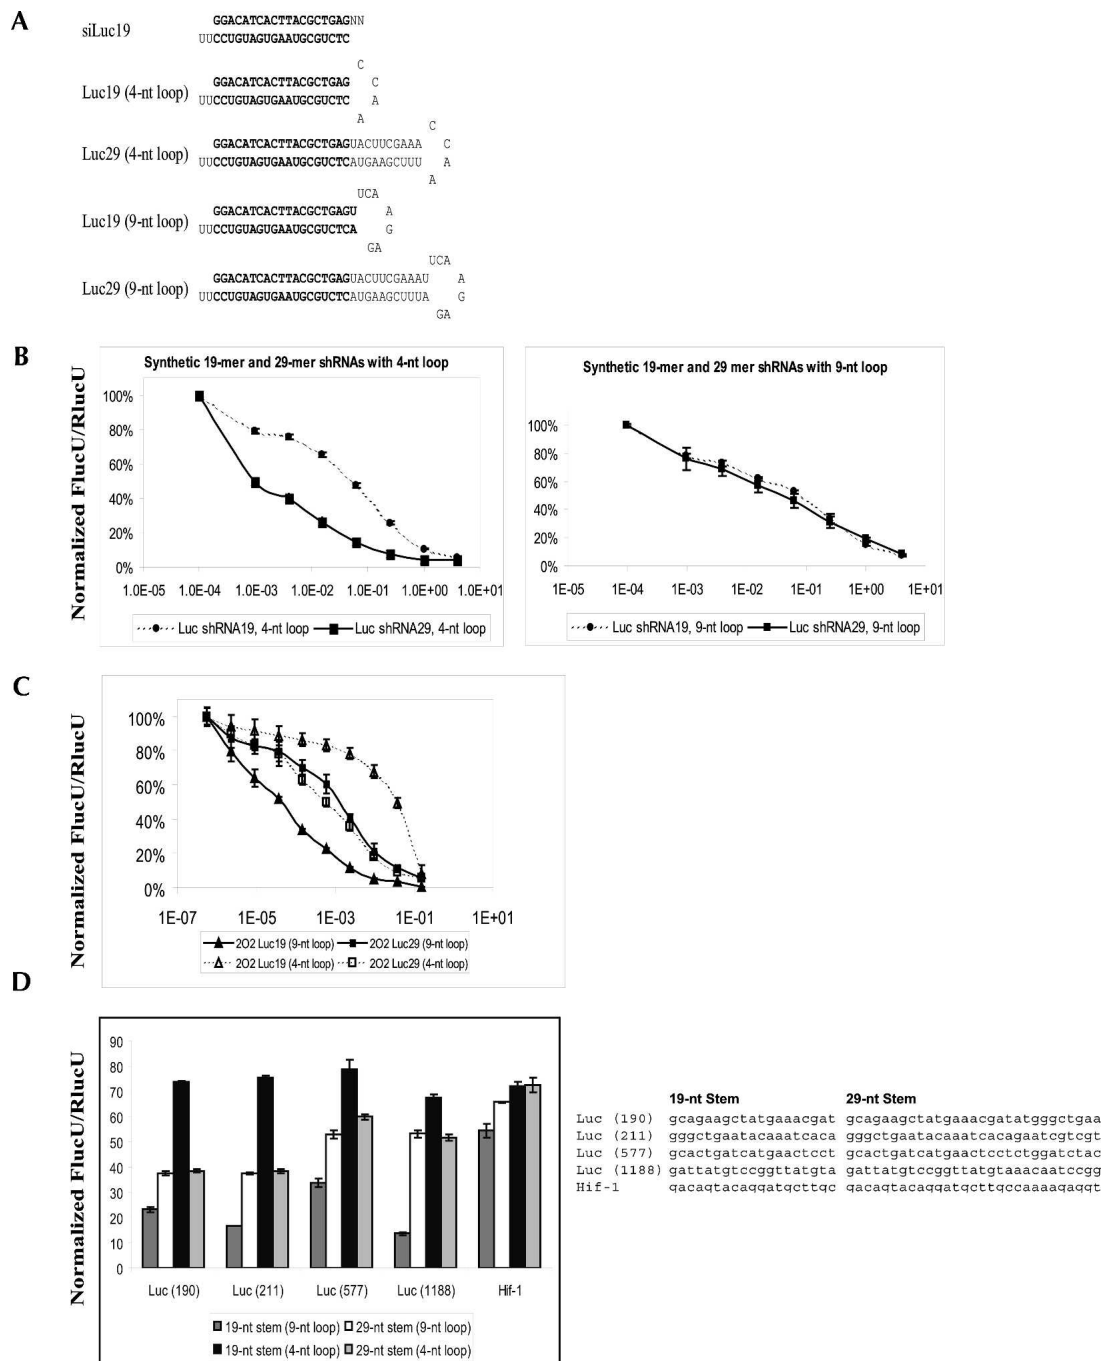 A
siLuc19
GGACATCACTTACGCTGAGNN
UUCCUGUAGUGAAUGCGUCUC
Luc19 (4-nt loop)
C
GGACATCACTTACGCTGAG C
UUCCUGUAGUGAAUGCGUCUC A
A
Luc29 (4-nt loop)
C
GGACATCACTTACGCTGAGUACUUCGAAA C
UUCCUGUAGUGAAUGCGUCUCAUGAAGCUUU A
A
Luc19 (9-nt loop)
UCA
GGACATCACTTACGCTGAGU A
UUCCUGUAGUGAAUGCGUCUCA G
GA
Luc29 (9-nt loop)
UCA
GGACATCACTTACGCTGAGUACUUCGAAAU A
UUCCUGUAGUGAAUGCGUCUCAUGAAGCUUUA G
GA
B
Normalized FlucU/RlucU
Synthetic 19-mer and 29-mer shRNAs with 4-nt loop
100%
80%
60%
40%
20%
0%
1.0E-05 1.0E-04 1.0E-03 1.0E-02 1.0E-01 1.0E+00 1.0E+01
Luc shRNA19, 4-nt loop Luc shRNA29, 4-nt loop
Synthetic 19-mer and 29 mer shRNAs with 9-nt loop
100%
80%
60%
40%
20%
0%
1E-05 1E-04 1E-03 1E-02 1E-01 1E+00 1E+01
Luc shRNA19, 9-nt loop Luc shRNA29, 9-nt loop
C
Normalized FlucU/RlucU
100%
80%
60%
40%
20%
0%
1E-07 1E-05 1E-03 1E-01 1E+01
2O2 Luc19 (9-nt loop) 2O2 Luc29 (9-nt loop)
2O2 Luc19 (4-nt loop) 2O2 Luc29 (4-nt loop)
D
Normalized FlucU/RlucU
90
80
70
60
50
40
30
20
10
0
Luc (190) Luc (211) Luc (577) Luc (1188) Hif-1
19-nt stem (9-nt loop) 29-nt stem (9-nt loop)
19-nt stem (4-nt loop) 29-nt stem (4-nt loop)
19-nt Stem 29-nt Stem
Luc (190) gcagaagctatgaaacgat gcagaagctatgaaacgatatgggctgaa
Luc (211) gggctgaatacaaatcaca gggctgaatacaaatcacagaatcgtcgt
Luc (577) gcactgatcatgaactcct gcactgatcatgaactcctctggatctac
Luc (1188) gattatgtccggttatgta gattatgtccggttatgtaaacaatccgg
Hif-1 gacagtacaggatgcttgc gacagtacaggatgcttgccaaaagaggt